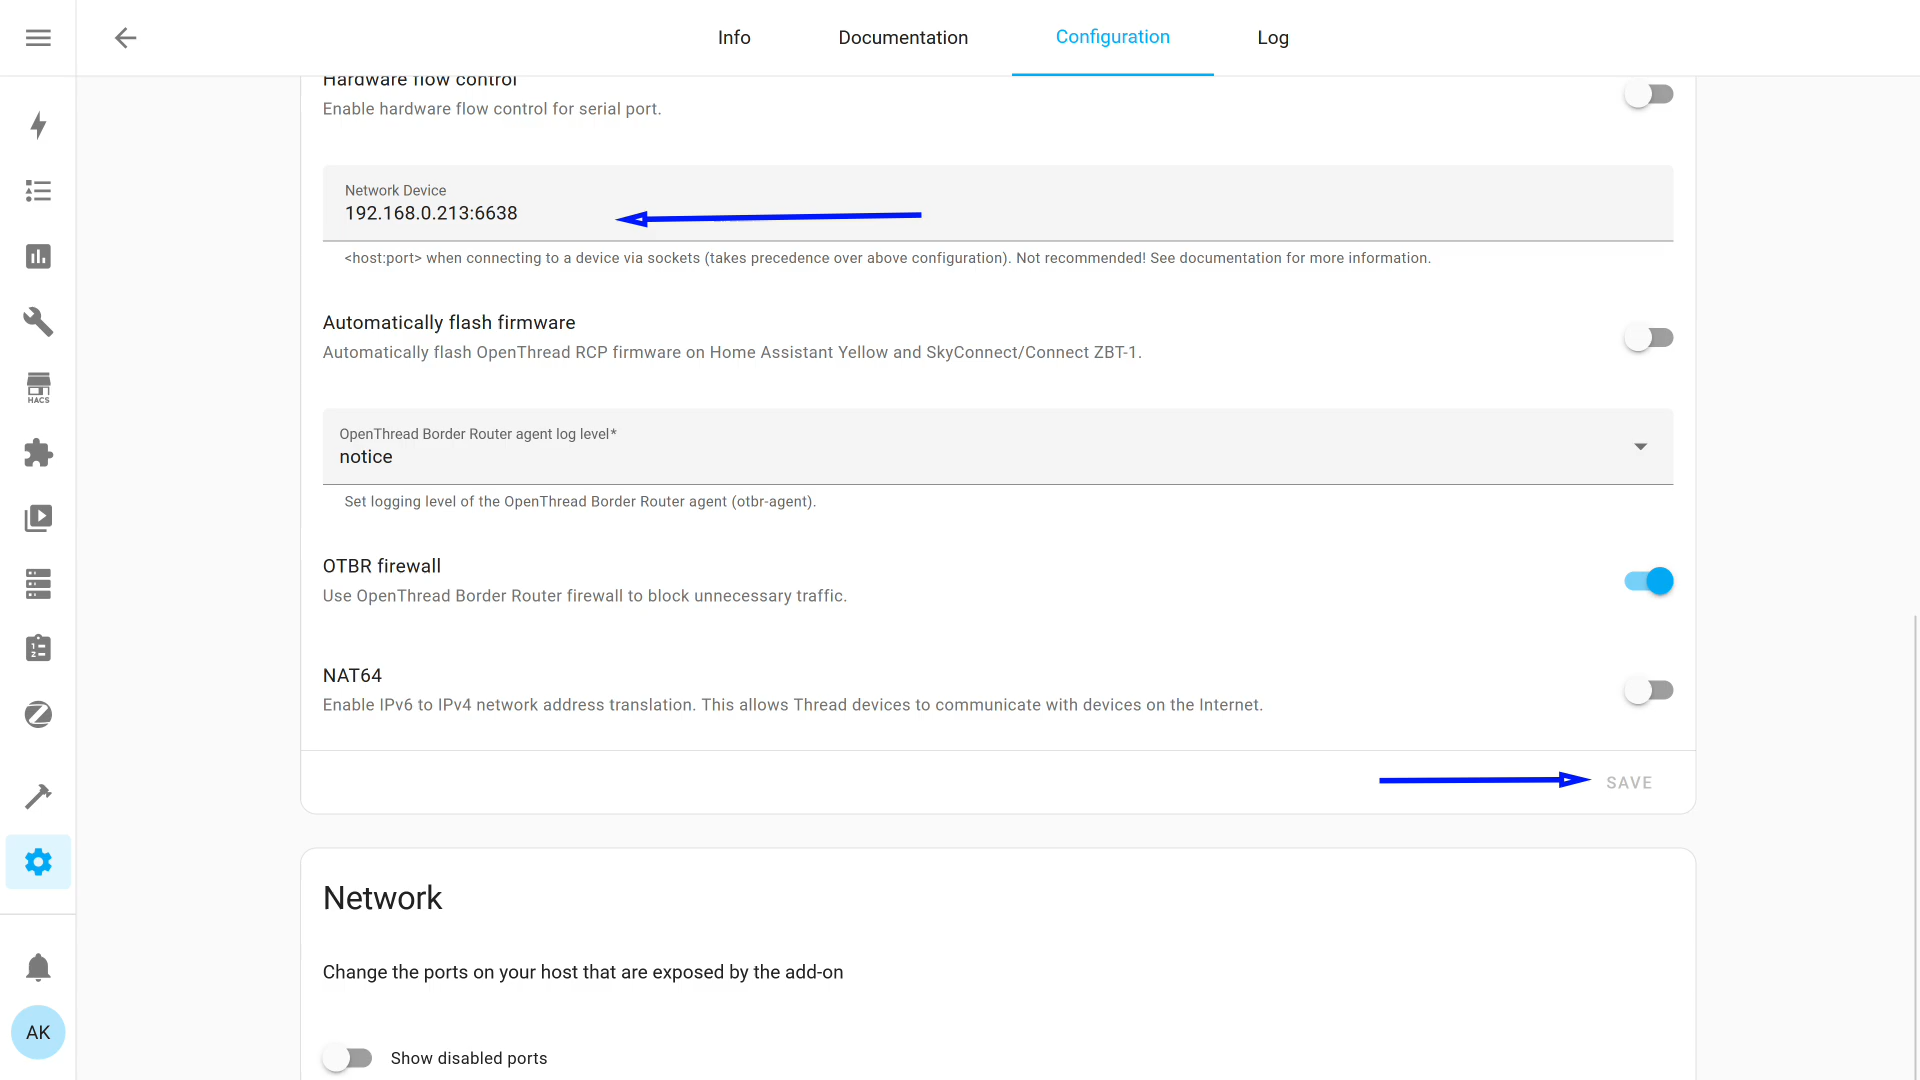 Info
Documentation
Configuration
Log
Hardware flow control
Enable hardware flow control for serial port.
Network Device
192.168.0.213:6638
<host:port> when connecting to a device via sockets (takes precedence over above configuration). Not recommended! See documentation for more information.
Automatically flash firmware
Automatically flash OpenThread RCP firmware on Home Assistant Yellow and SkyConnect/Connect ZBT-1.
OpenThread Border Router agent log level*
notice
Set logging level of the OpenThread Border Router agent (otbr-agent).
OTBR firewall
Use OpenThread Border Router firewall to block unnecessary traffic.
NAT64
Enable IPv6 to IPv4 network address translation. This allows Thread devices to communicate with devices on the Internet.
SAVE
Network
Change the ports on your host that are exposed by the add-on
Show disabled ports
HACS
AK